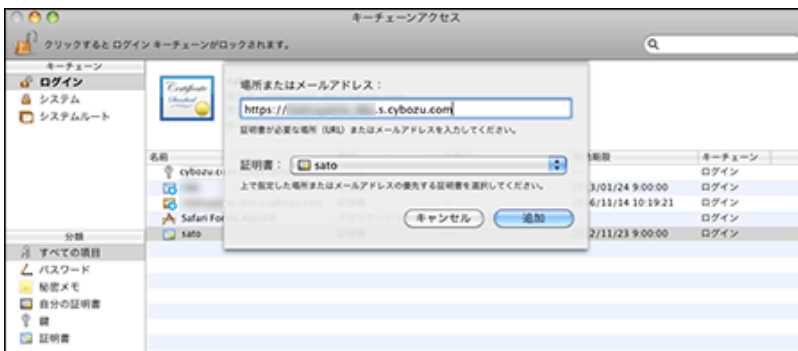 キーチェーンアクセス
クリックすると ログイン キーチェーンがロックされます。
キーチェーン
ログイン
システム
システムルート
Certificate
Standard
場所またはメールアドレス：
https:// .s.cybozu.com
証明書が必要な場所（URL）またはメールアドレスを入力してください。
証明書： sato
上で指定した場所またはメールアドレスの優先する証明書を選択してください。
キャンセル 追加
名前 期限 キーチェーン
cybozu.c ログイン
3/01/24 9:00:00 ログイン
6/11/14 10:19:21 ログイン
Safari Fo ログイン
sato 2/11/23 9:00:00 ログイン
分類
すべての項目
パスワード
秘密メモ
自分の証明書
鍵
証明書